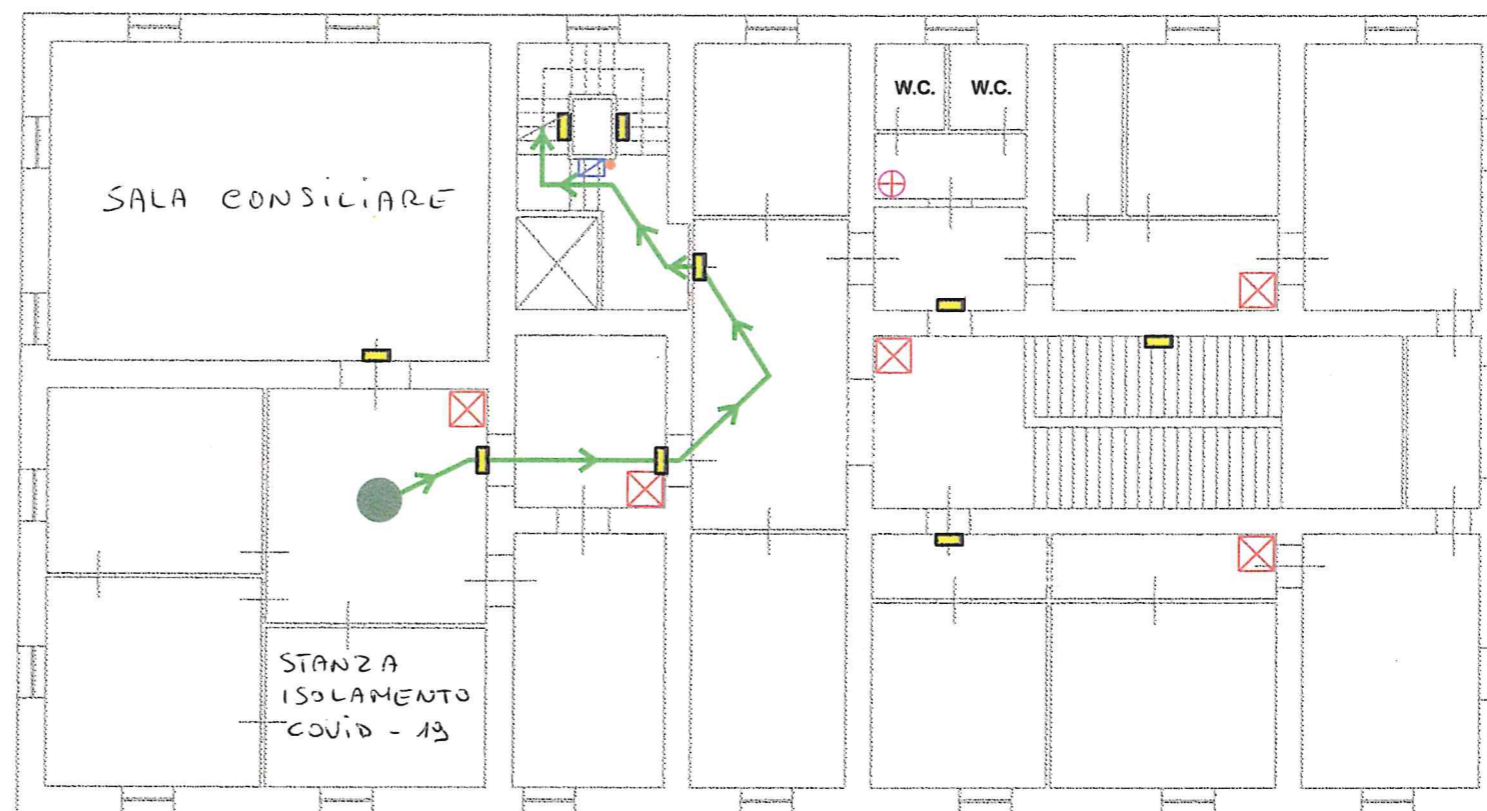 W.C. W.C.
SALA CONSILIARE
STANZA
ISOLAMENTO
COVID - 19